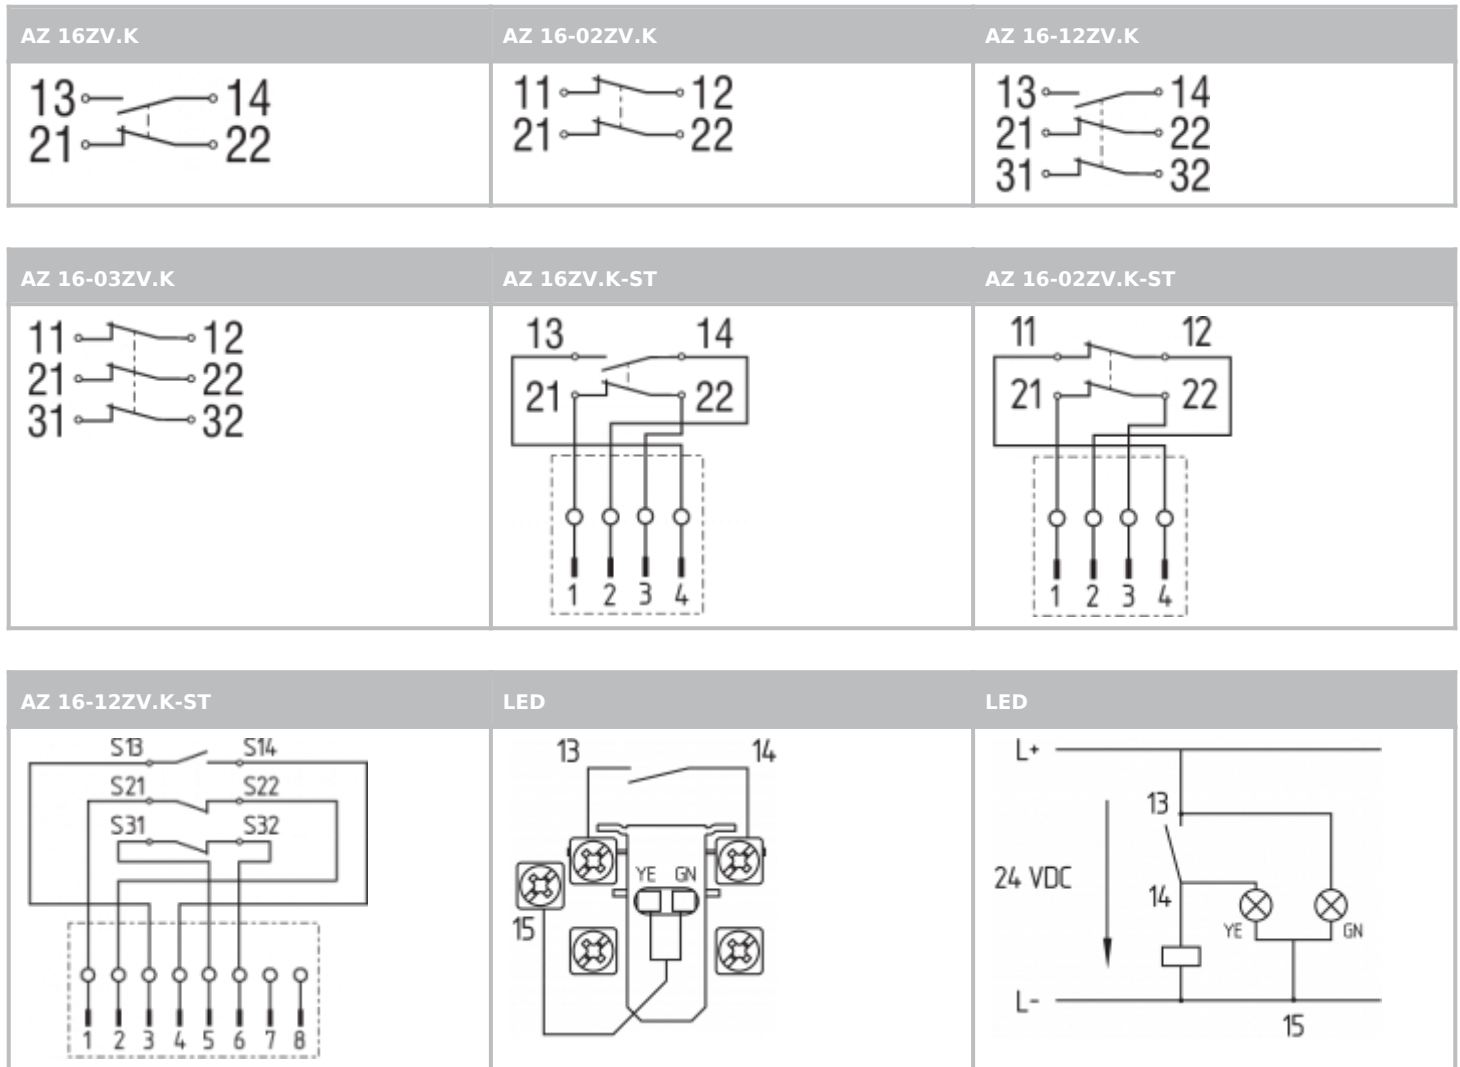 AZ 16ZV.K
AZ 16-02ZV.K
AZ 16-12ZV.K
13 14
21 22
11 12
21 22
13 14
21 22
31 32
AZ 16-03ZV.K
AZ 16ZV.K-ST
AZ 16-02ZV.K-ST
11 12
21 22
31 32
13 14
21 22
1 2 3 4
11 12
21 22
1 2 3 4
AZ 16-12ZV.K-ST
LED
LED
S13 S14
S21 S22
S31 S32
1 2 3 4 5 6 7 8
13 14
YE GN
15
L+
13
24 VDC
14
YE GN
L-
15